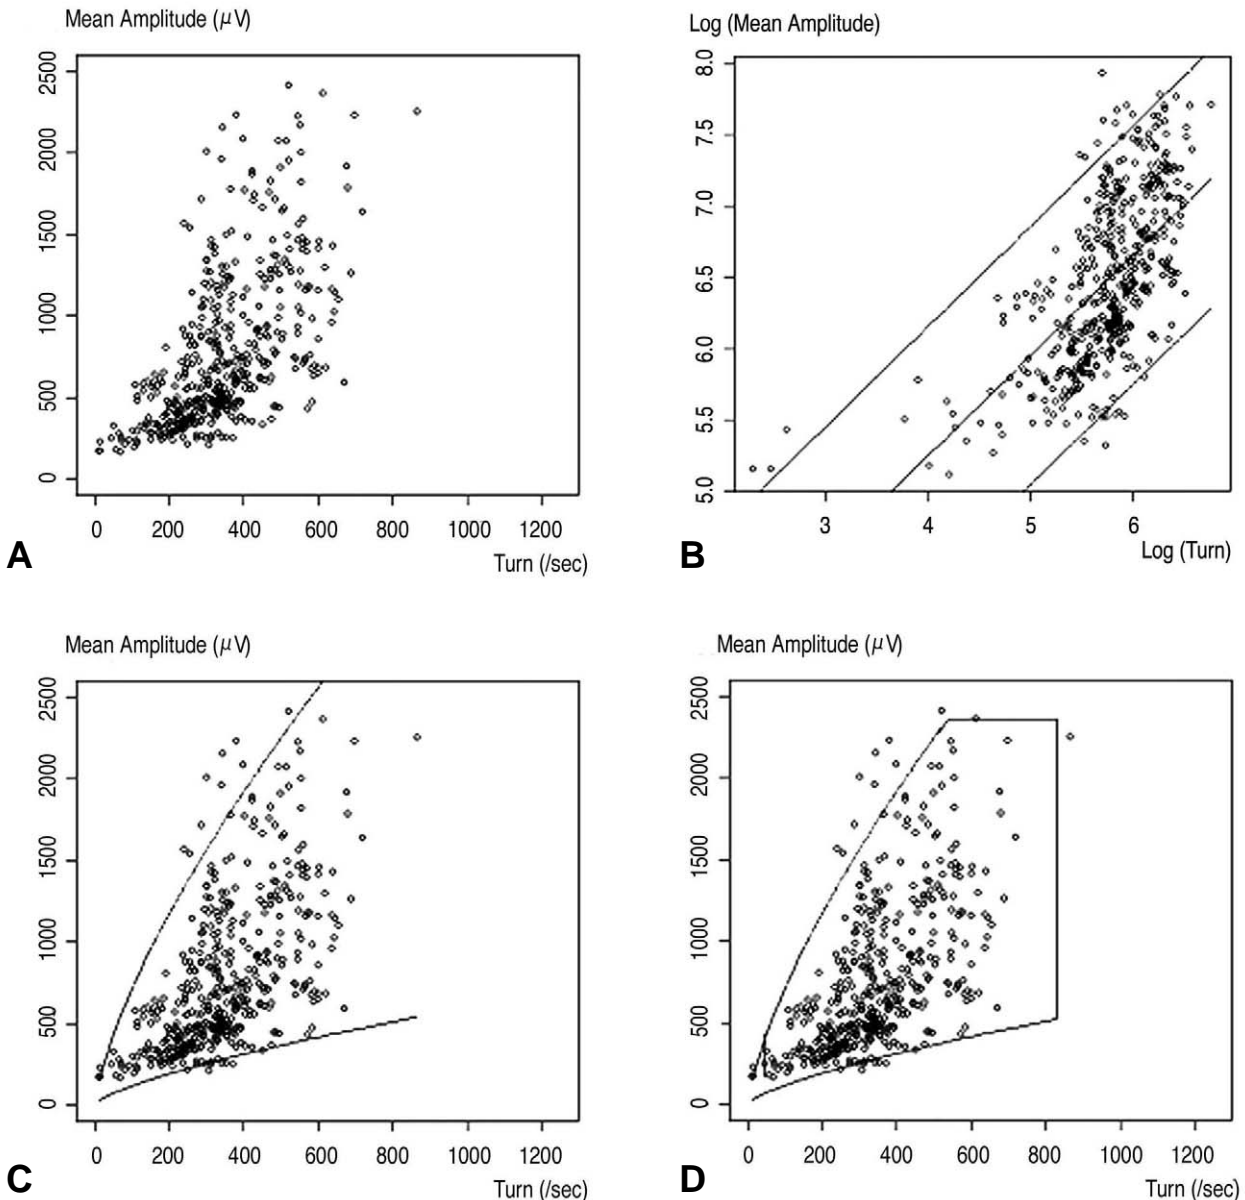 Mean Amplitude (μV)
2500
2000
1500
1000
500
0
0 200 400 600 800 1000 1200
Turn (/sec)
A
Log (Mean Amplitude)
8.0
7.5
7.0
6.5
6.0
5.5
5.0
3 4 5 6
Log (Turn)
B
Mean Amplitude (μV)
2500
2000
1500
1000
500
0
0 200 400 600 800 1000 1200
Turn (/sec)
C
Mean Amplitude (μV)
2500
2000
1500
1000
500
0
0 200 400 600 800 1000 1200
Turn (/sec)
D